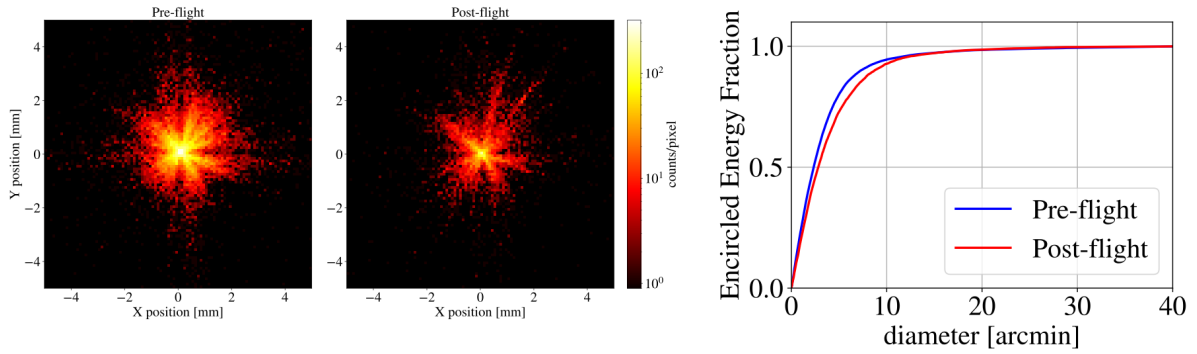 Pre-flight
Post-flight
4
2
0
−2
−4
Y position [mm]
−4 −2 0 2 4
X position [mm]
−4 −2 0 2 4
X position [mm]
10²
10¹
10⁰
counts/pixel
1.0
0.5
0.0
Encircled Energy Fraction
Pre-flight
Post-flight
0 10 20 30 40
diameter [arcmin]